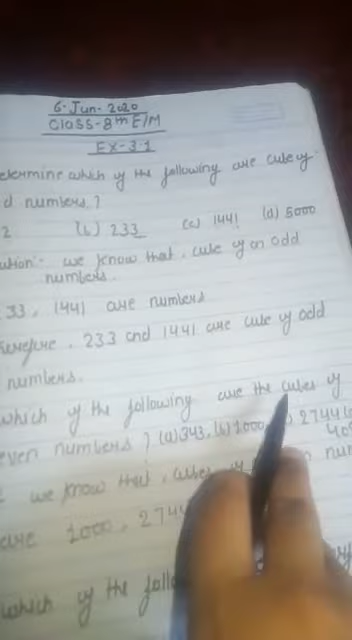 6-Jun-2020
Class-8th E/M
EX-3.1
etermine which of the following are cube of
d numbers.?
2 (b) 233 (c) 1441 (d) 5000
ution:- we know that, cube of an odd
numbers.
33, 1441 are numbers
herefore, 233 and 1441 are cube of odd
numbers.
which of the following are the cubes of
even numbers? (a) 343, (b) 1000, 2744
we know that, cubes
are 1000, 274
which of the foll